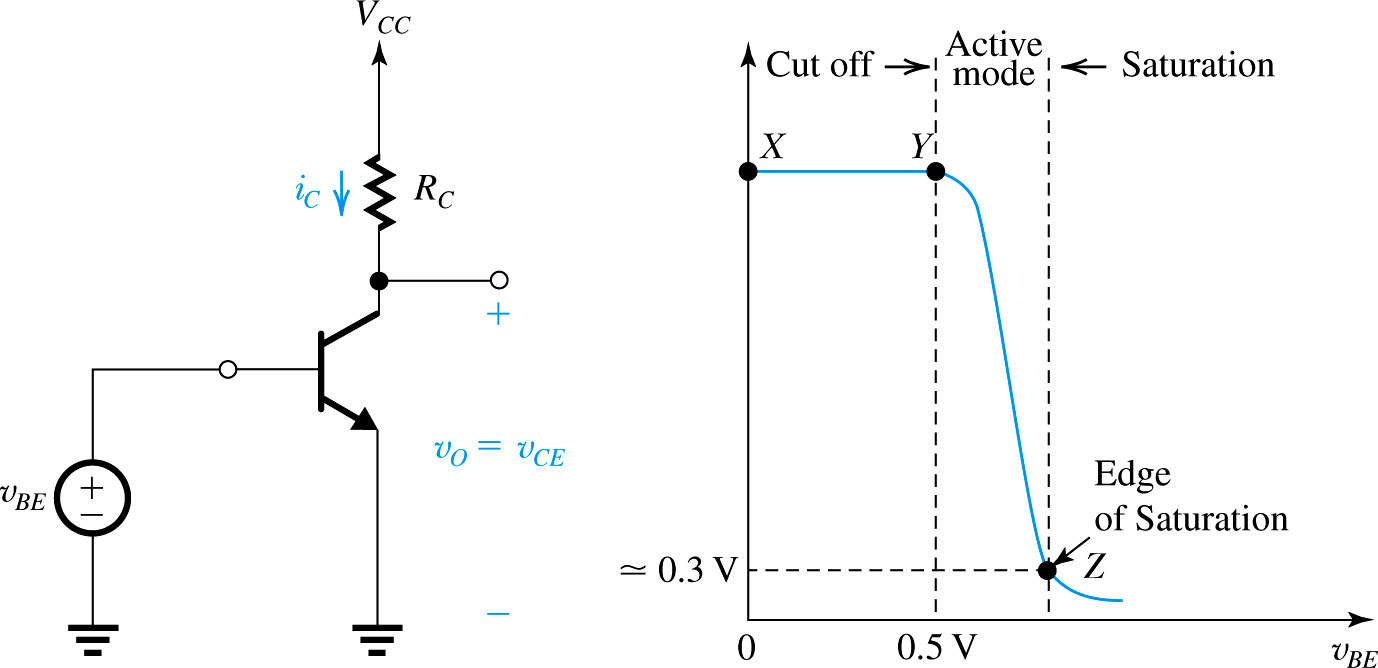 V_CC
i_C
R_C
+
v_O = v_CE
−
v_BE
+
−
Cut off
Active
mode
Saturation
X
Y
Edge
of Saturation
≃ 0.3 V
Z
0
0.5 V
v_BE